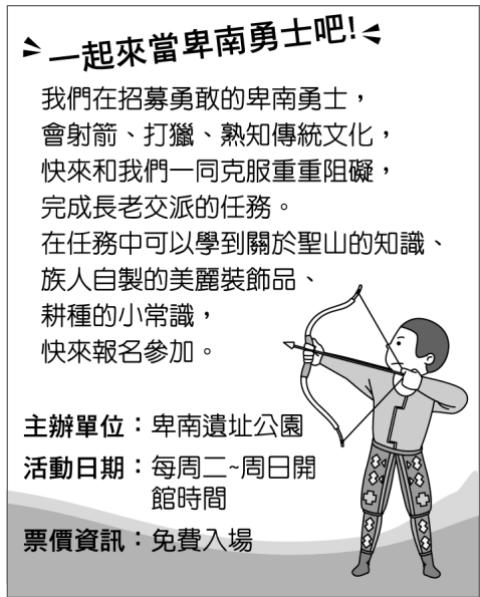 一起來當卑南勇士吧!
我們在招募勇敢的卑南勇士，
會射箭、打獵、熟知傳統文化，
快來和我們一同克服重重阻礙，
完成長老交派的任務。
在任務中可以學到關於聖山的知識、
族人自製的美麗裝飾品、
耕種的小常識，
快來報名參加。
主辦單位：卑南遺址公園
活動日期：每周二~周日開
館時間
票價資訊：免費入場